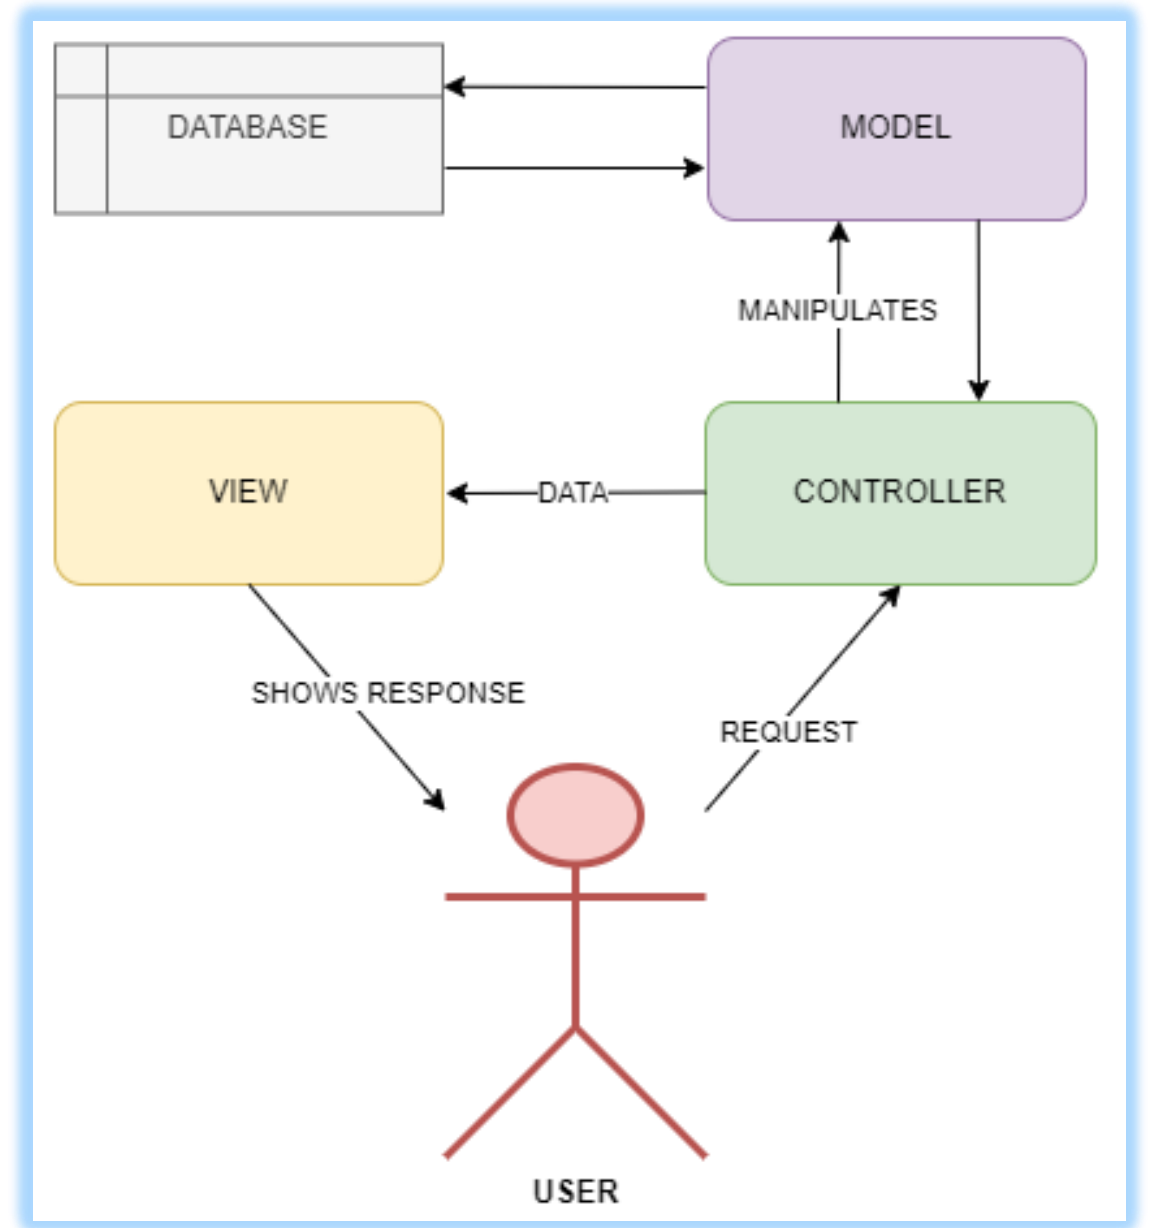 DATABASE
MODEL
MANIPULATES
VIEW
DATA
CONTROLLER
SHOWS RESPONSE
REQUEST
USER